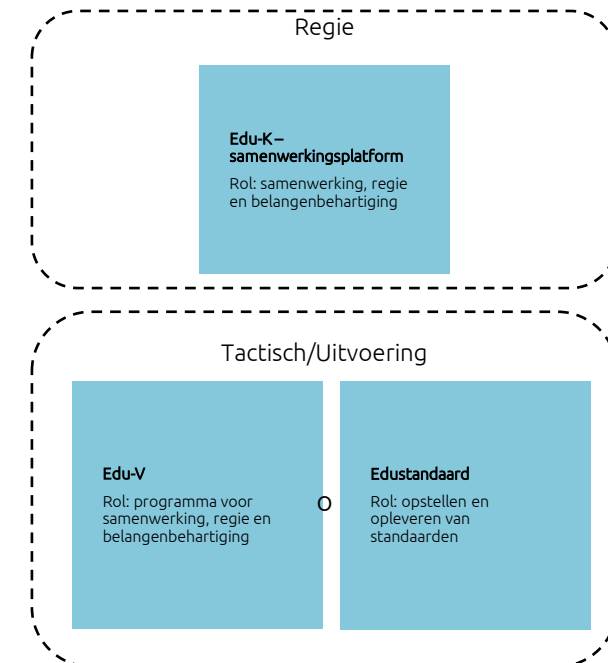 Regie
Edu-K –
samenwerkingsplatform
Rol: samenwerking, regie
en belangenbehartiging
Tactisch/Uitvoering
Edu-V
Rol: programma voor
samenwerking, regie en
belangenbehartiging
o
Edustandaard
Rol: opstellen en
opleveren van
standaarden